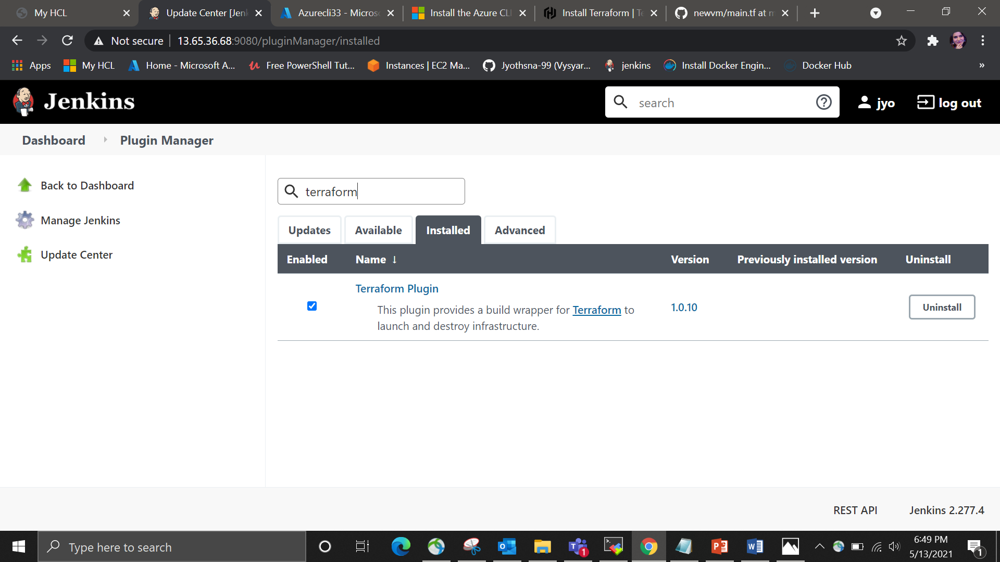 My HCL
Update Center [Jenk
Azurecli33 - Micros
Install the Azure CLI
Install Terraform | Te
newvm/main.tf at m
Not secure
13.65.36.68:9080/pluginManager/installed
Apps
My HCL
Home - Microsoft A...
Free PowerShell Tut...
Instances | EC2 Ma...
Jyothsna-99 (Vysyar...
jenkins
Install Docker Engin...
Docker Hub
»
Jenkins
search
jyo
log out
Dashboard
Plugin Manager
Back to Dashboard
Manage Jenkins
Update Center
terraform
Updates
Available
Installed
Advanced
Enabled
Name ↓
Version
Previously installed version
Uninstall
Terraform Plugin
This plugin provides a build wrapper for Terraform to
launch and destroy infrastructure.
1.0.10
Uninstall
REST API
Jenkins 2.277.4
Type here to search
6:49 PM
5/13/2021
1
1